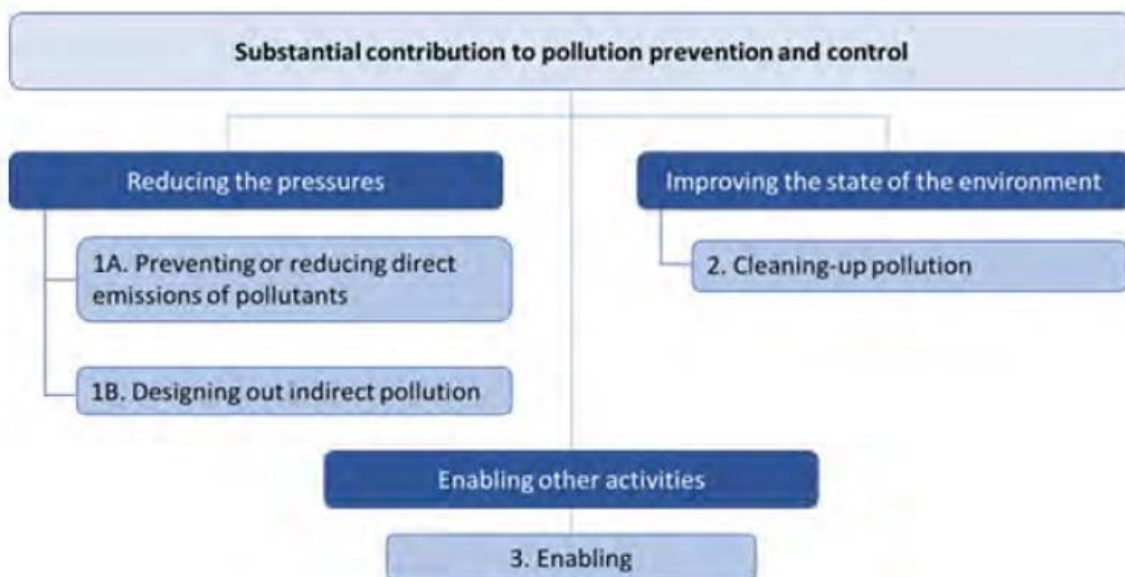 Substantial contribution to pollution prevention and control
Reducing the pressures
Improving the state of the environment
1A. Preventing or reducing direct
emissions of pollutants
2. Cleaning-up pollution
1B. Designing out indirect pollution
Enabling other activities
3. Enabling